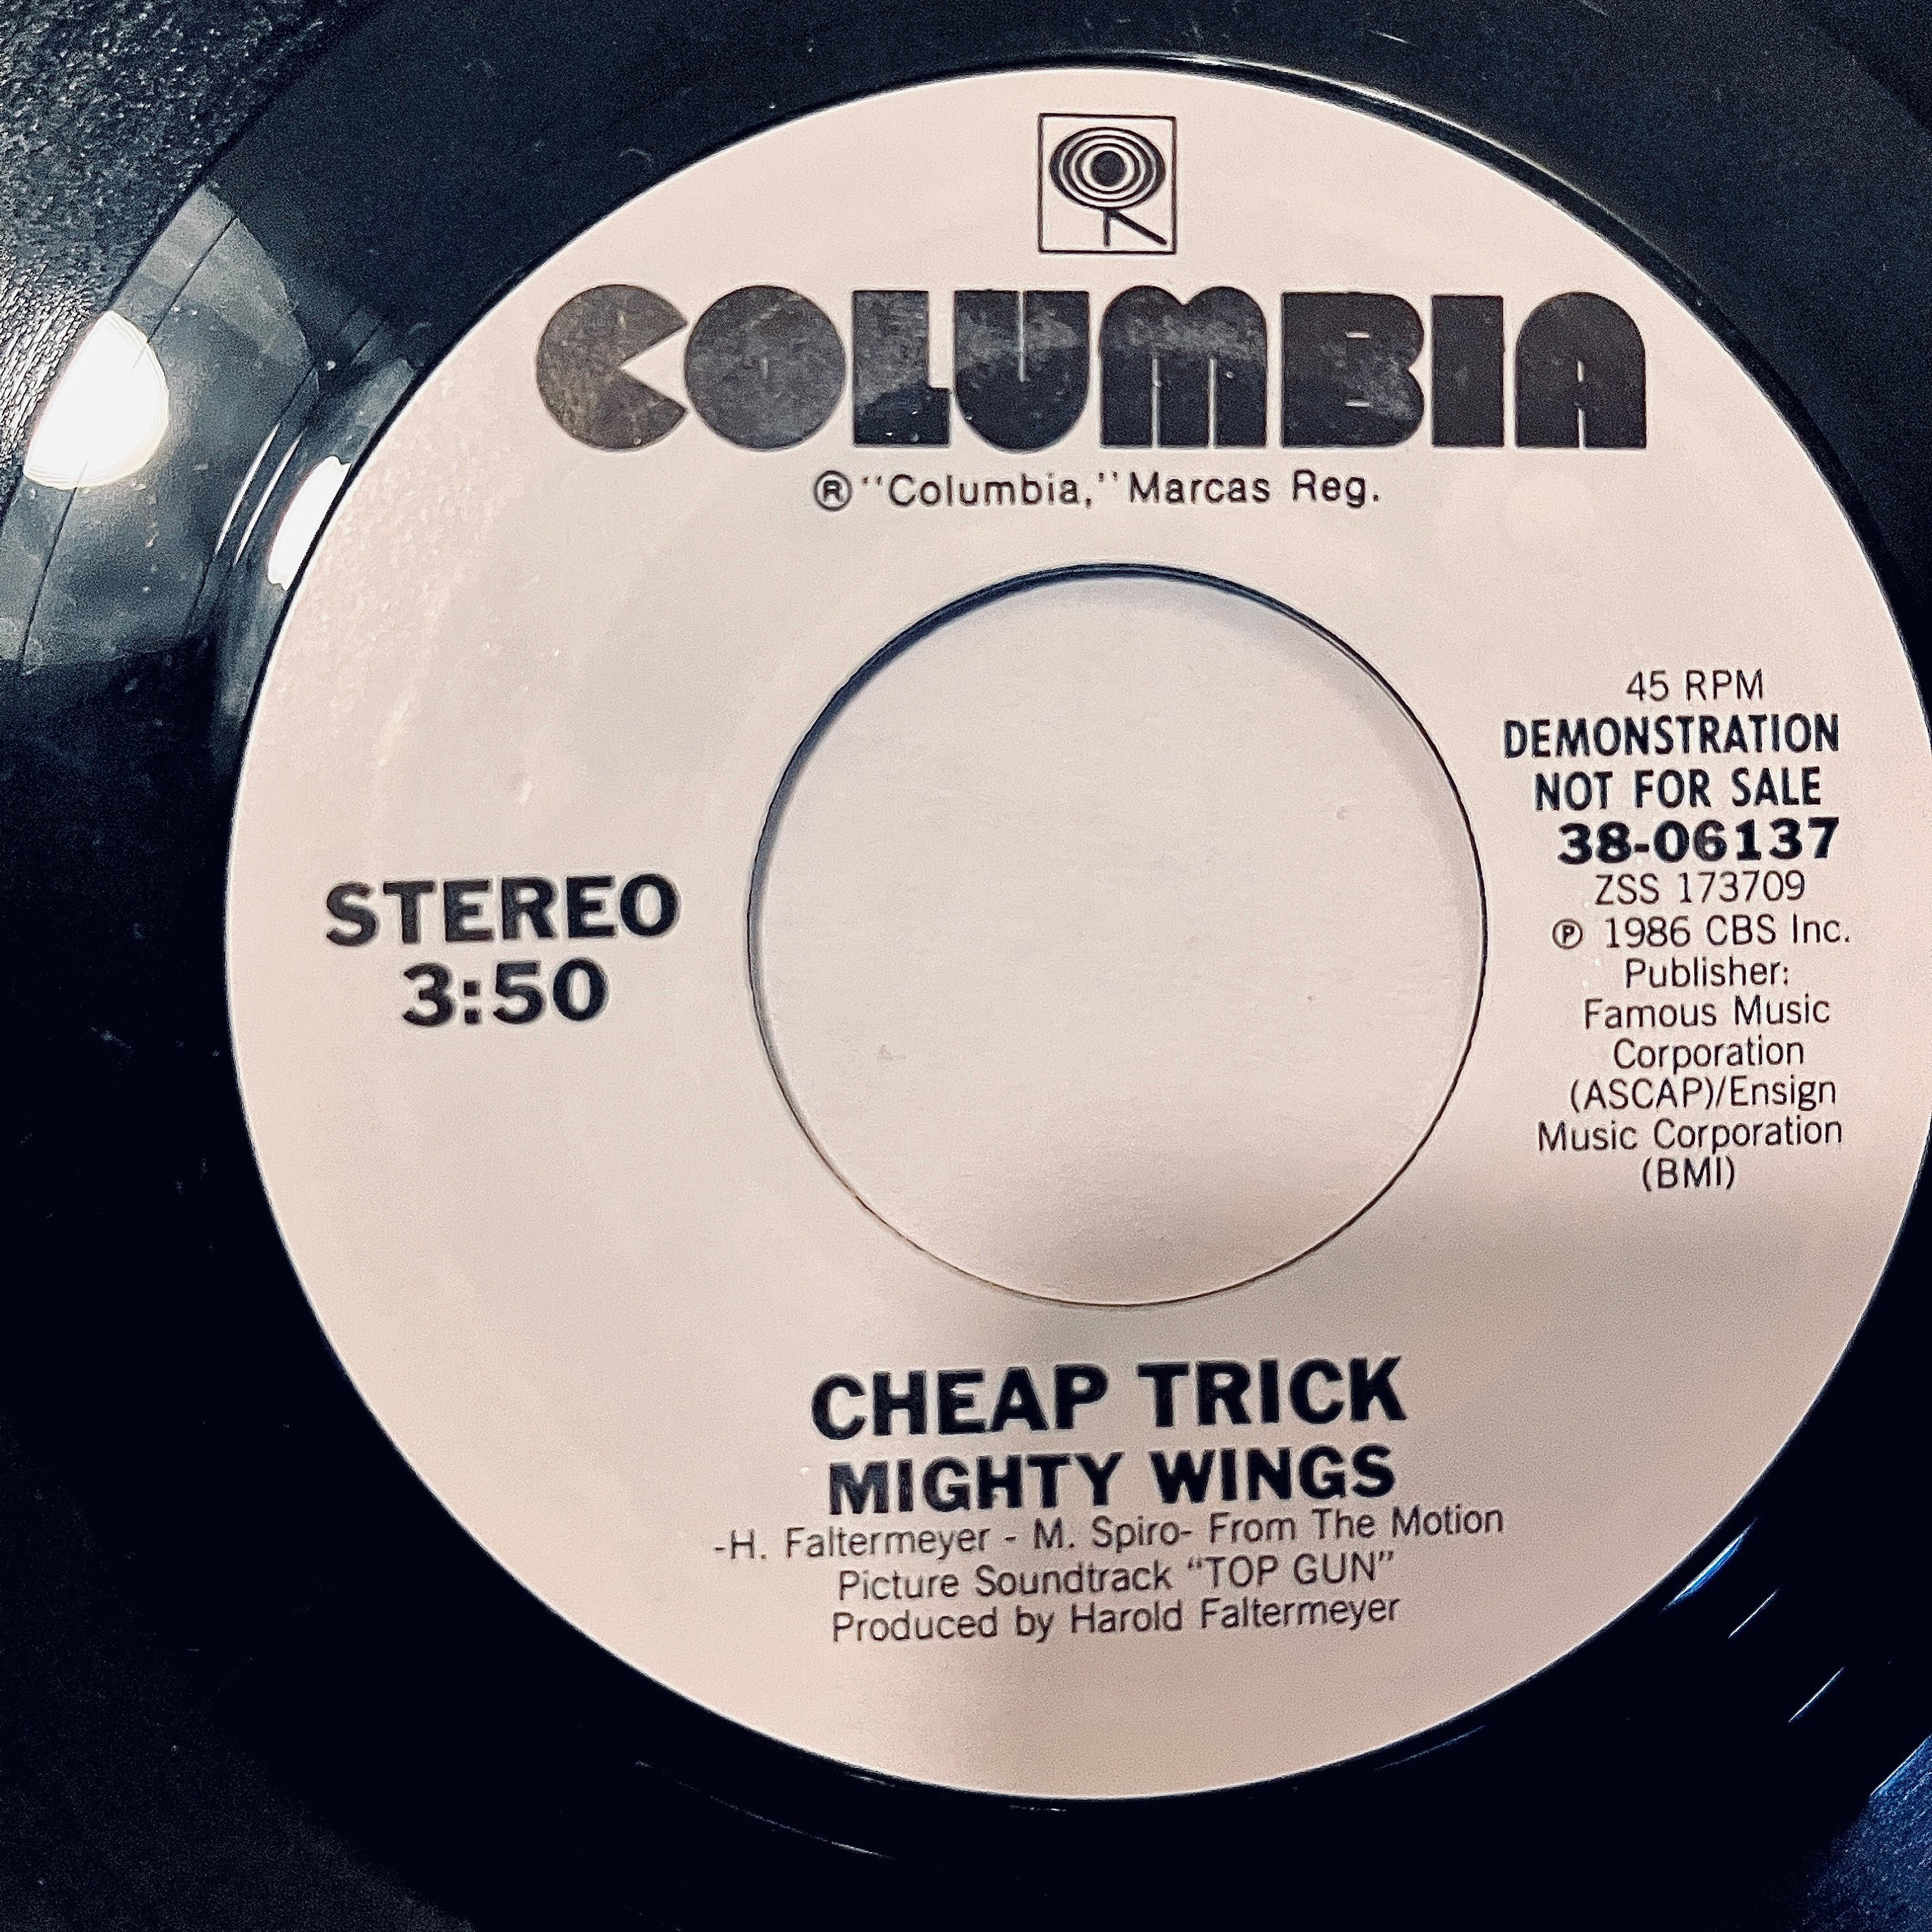 COLUMBIA
® "Columbia," Marcas Reg.
45 RPM
DEMONSTRATION
NOT FOR SALE
38-06137
ZSS 173709
℗ 1986 CBS Inc.
Publisher:
Famous Music
Corporation
(ASCAP)/Ensign
Music Corporation
(BMI)
STEREO
3:50
CHEAP TRICK
MIGHTY WINGS
-H. Faltermeyer - M. Spiro- From The Motion
Picture Soundtrack “TOP GUN”
Produced by Harold Faltermeyer